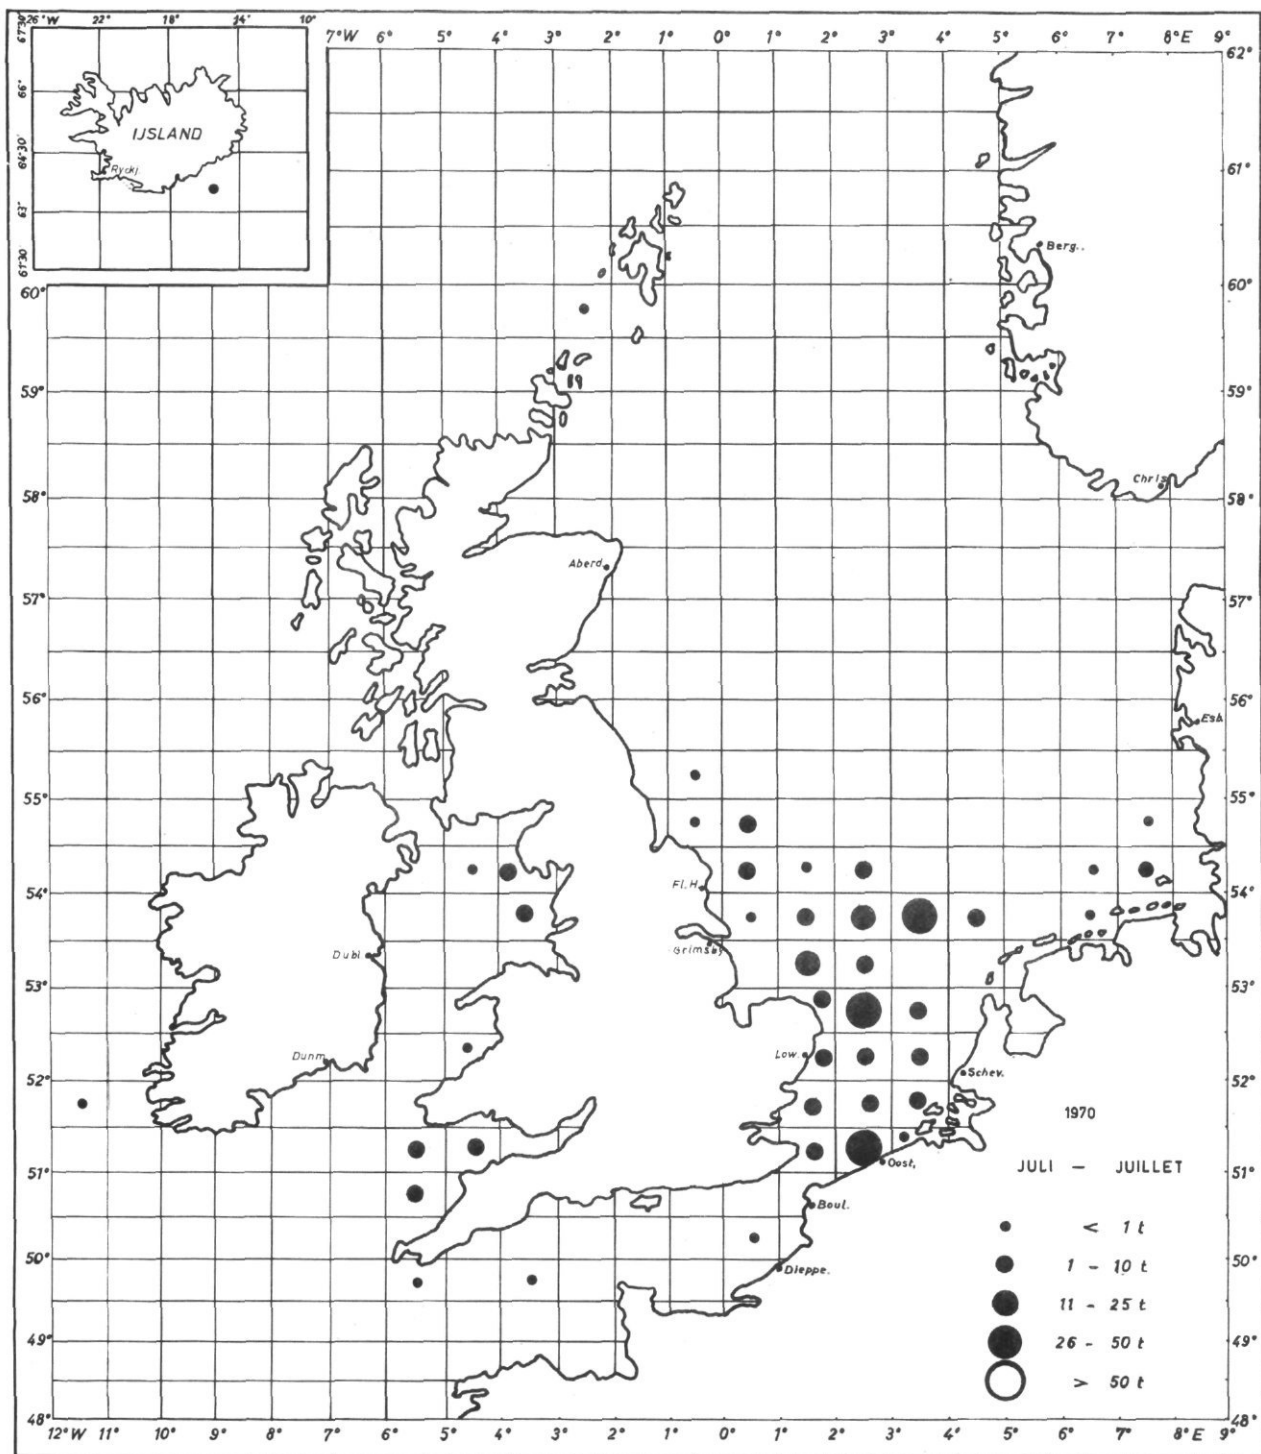 26°W 22° 18° 14° 10°
67°30
66°
64°30
63°
61°30
IJSLAND
Ryckj.
7°W 6° 5° 4° 3° 2° 1° 0° 1° 2° 3° 4° 5° 6° 7° 8°E 9°
62°
61°
60° 60°
59° 59°
58° 58°
57° 57°
56° 56°
55° 55°
54° 54°
53° 53°
52° 52°
51° 51°
50° 50°
49° 49°
48° 48°
Berg..
Chris
Aberd.
Esb.
Fl.H.
Grimsby
Dubl.
Dunm.
Low.
Schev.
Oost.
Boul.
Dieppe.
1970
JULI — JUILLET
< 1 t
1 - 10 t
11 - 25 t
26 - 50 t
> 50 t
12°W 11° 10° 9° 8° 7° 6° 5° 4° 3° 2° 1° 0° 1° 2° 3° 4° 5° 6° 7° 8°E 9°